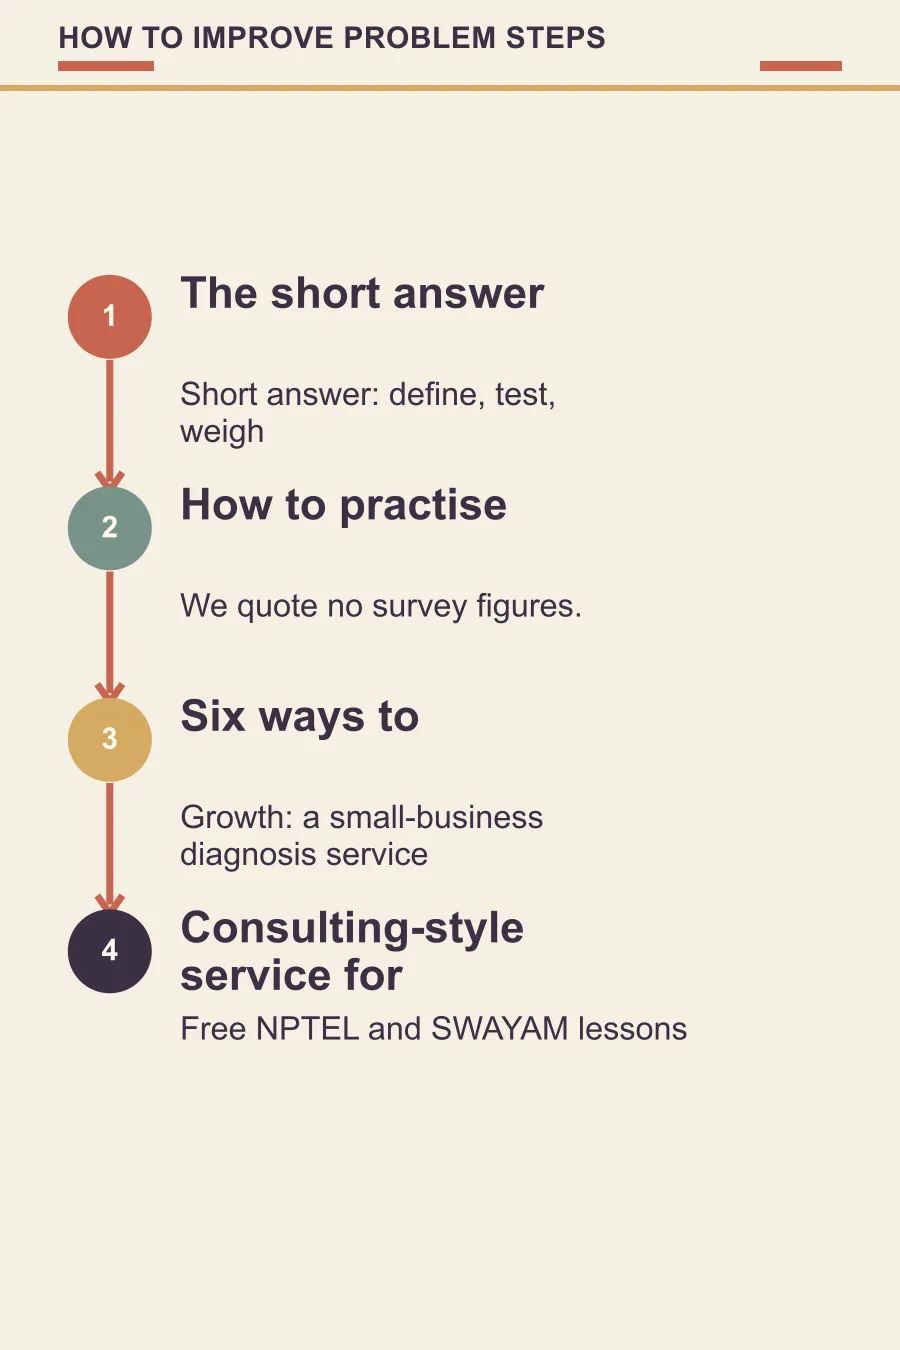 HOW TO IMPROVE PROBLEM STEPS
1
The short answer
Short answer: define, test,
weigh
2
How to practise
We quote no survey figures.
3
Six ways to
Growth: a small-business
diagnosis service
4
Consulting-style
service for
Free NPTEL and SWAYAM lessons